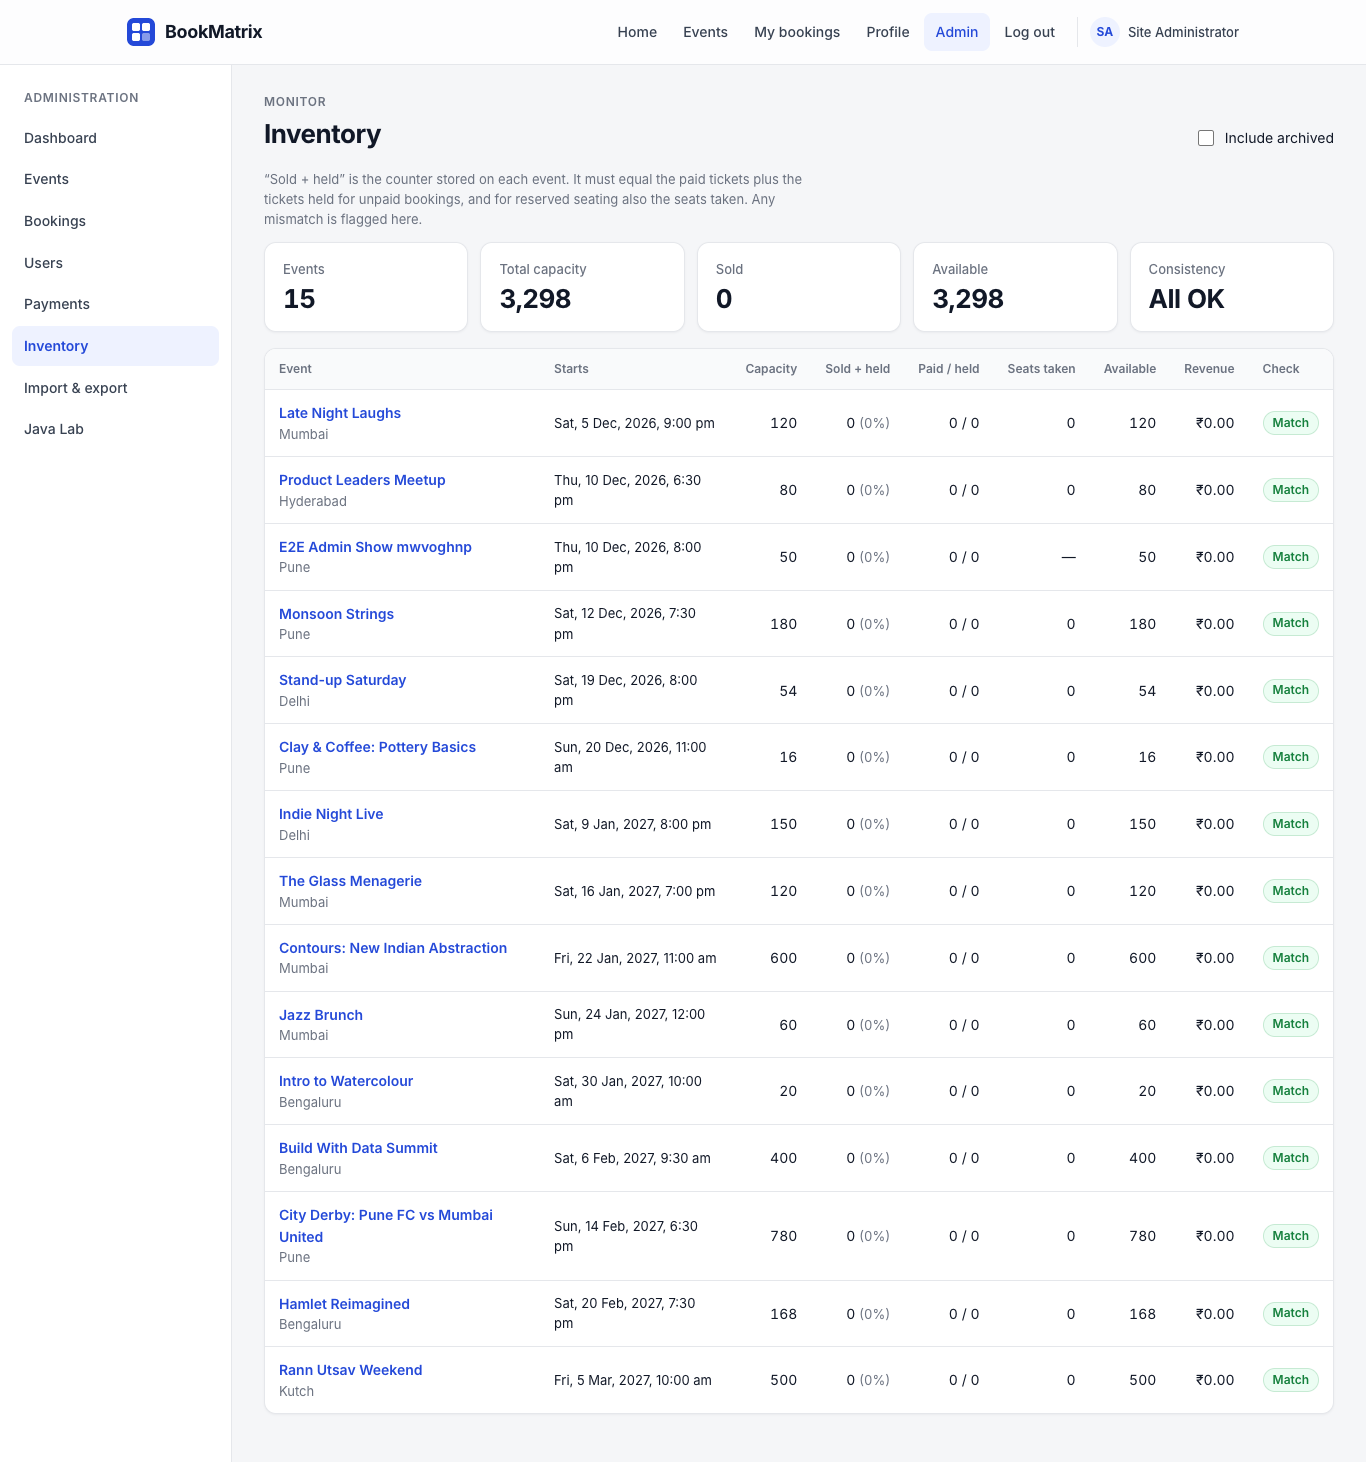 BookMatrix
Home Events My bookings Profile Admin Log out SA Site Administrator
ADMINISTRATION
Dashboard
Events
Bookings
Users
Payments
Inventory
Import & export
Java Lab
MONITOR
Inventory
Include archived
“Sold + held” is the counter stored on each event. It must equal the paid tickets plus the
tickets held for unpaid bookings, and for reserved seating also the seats taken. Any
mismatch is flagged here.
Events
15
Total capacity
3,298
Sold
0
Available
3,298
Consistency
All OK
Event Starts Capacity Sold + held Paid / held Seats taken Available Revenue Check
Late Night Laughs
Mumbai
Sat, 5 Dec, 2026, 9:00 pm 120 0 (0%) 0 / 0 0 120 ₹0.00 Match
Product Leaders Meetup
Hyderabad
Thu, 10 Dec, 2026, 6:30
pm
80 0 (0%) 0 / 0 0 80 ₹0.00 Match
E2E Admin Show mwvoghnp
Pune
Thu, 10 Dec, 2026, 8:00
pm
50 0 (0%) 0 / 0 — 50 ₹0.00 Match
Monsoon Strings
Pune
Sat, 12 Dec, 2026, 7:30
pm
180 0 (0%) 0 / 0 0 180 ₹0.00 Match
Stand-up Saturday
Delhi
Sat, 19 Dec, 2026, 8:00
pm
54 0 (0%) 0 / 0 0 54 ₹0.00 Match
Clay & Coffee: Pottery Basics
Pune
Sun, 20 Dec, 2026, 11:00
am
16 0 (0%) 0 / 0 0 16 ₹0.00 Match
Indie Night Live
Delhi
Sat, 9 Jan, 2027, 8:00 pm 150 0 (0%) 0 / 0 0 150 ₹0.00 Match
The Glass Menagerie
Mumbai
Sat, 16 Jan, 2027, 7:00 pm 120 0 (0%) 0 / 0 0 120 ₹0.00 Match
Contours: New Indian Abstraction
Mumbai
Fri, 22 Jan, 2027, 11:00 am 600 0 (0%) 0 / 0 0 600 ₹0.00 Match
Jazz Brunch
Mumbai
Sun, 24 Jan, 2027, 12:00
pm
60 0 (0%) 0 / 0 0 60 ₹0.00 Match
Intro to Watercolour
Bengaluru
Sat, 30 Jan, 2027, 10:00
am
20 0 (0%) 0 / 0 0 20 ₹0.00 Match
Build With Data Summit
Bengaluru
Sat, 6 Feb, 2027, 9:30 am 400 0 (0%) 0 / 0 0 400 ₹0.00 Match
City Derby: Pune FC vs Mumbai
United
Pune
Sun, 14 Feb, 2027, 6:30
pm
780 0 (0%) 0 / 0 0 780 ₹0.00 Match
Hamlet Reimagined
Bengaluru
Sat, 20 Feb, 2027, 7:30
pm
168 0 (0%) 0 / 0 0 168 ₹0.00 Match
Rann Utsav Weekend
Kutch
Fri, 5 Mar, 2027, 10:00 am 500 0 (0%) 0 / 0 0 500 ₹0.00 Match